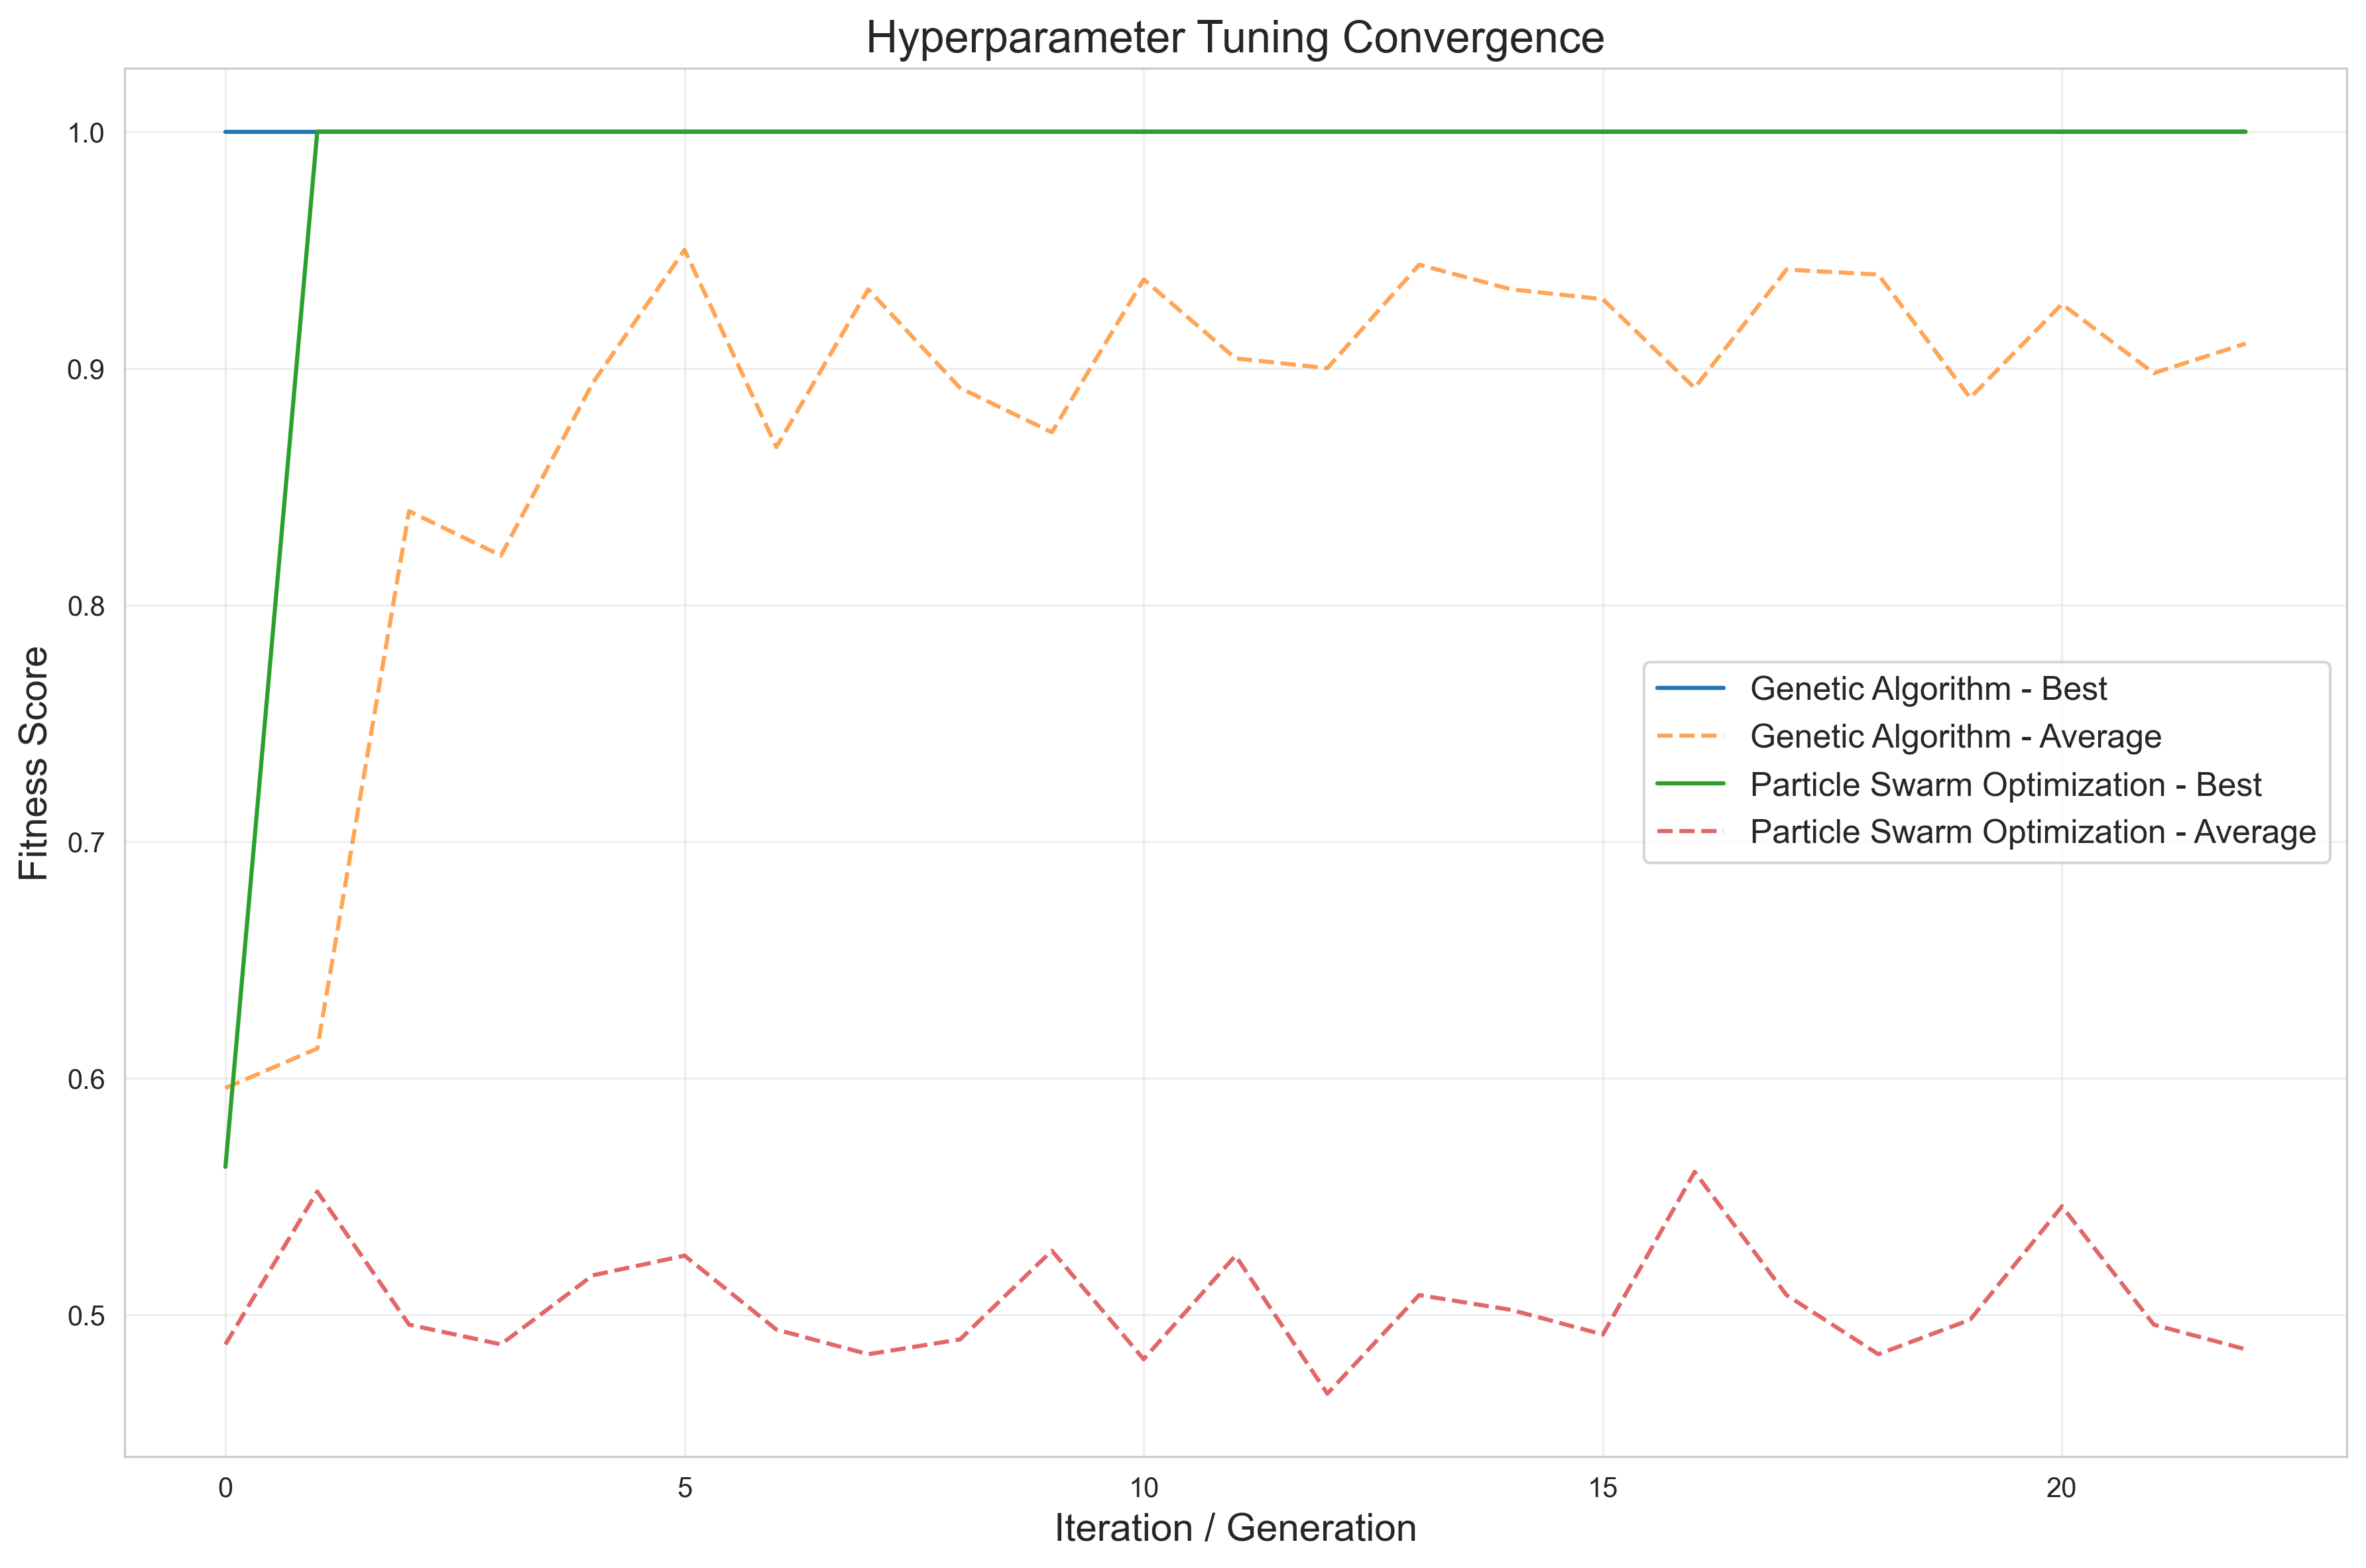 Hyperparameter Tuning Convergence
1.0
0.9
0.8
0.7
0.6
0.5
Fitness Score
Genetic Algorithm - Best
Genetic Algorithm - Average
Particle Swarm Optimization - Best
Particle Swarm Optimization - Average
0 5 10 15 20
Iteration / Generation